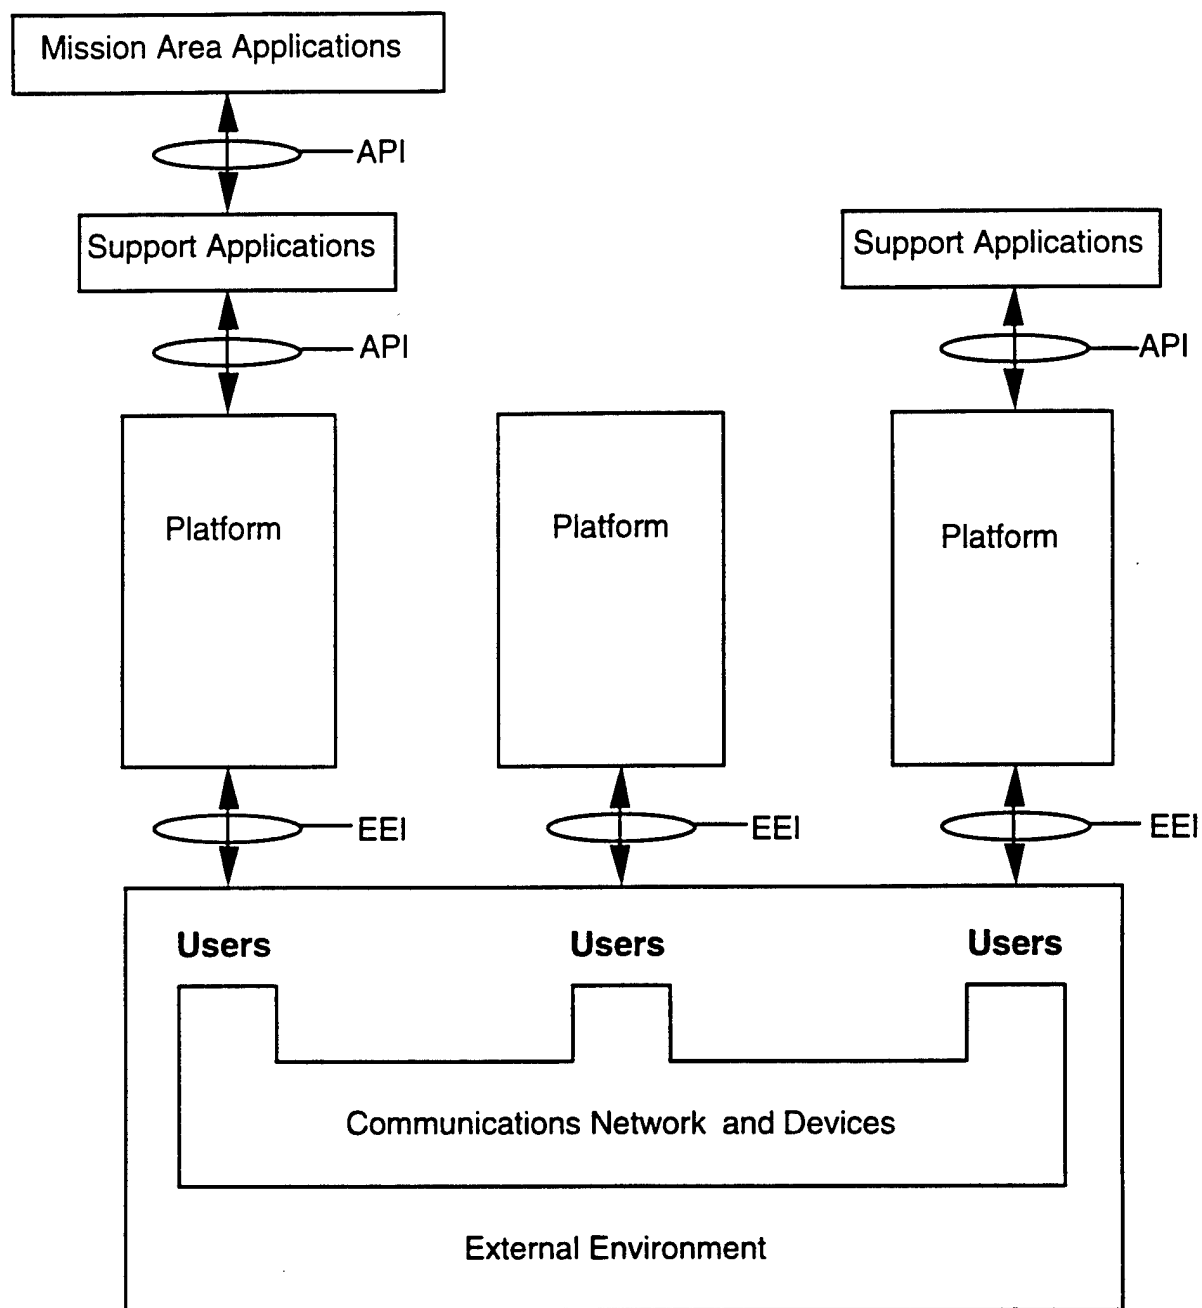 Mission Area Applications
API
Support Applications
Support Applications
API
API
Platform
Platform
Platform
EEI
EEI
EEI
Users
Users
Users
Communications Network and Devices
External Environment